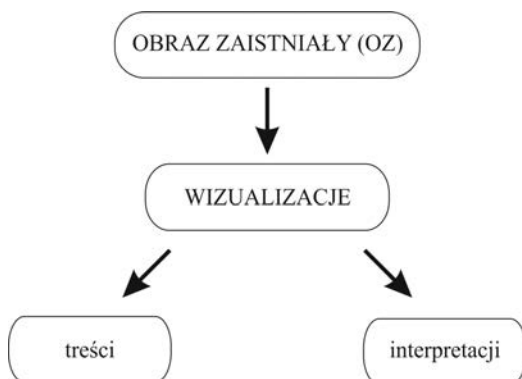 OBRAZ ZAISTNIAŁY (OZ)
WIZUALIZACJE
treści
interpretacji